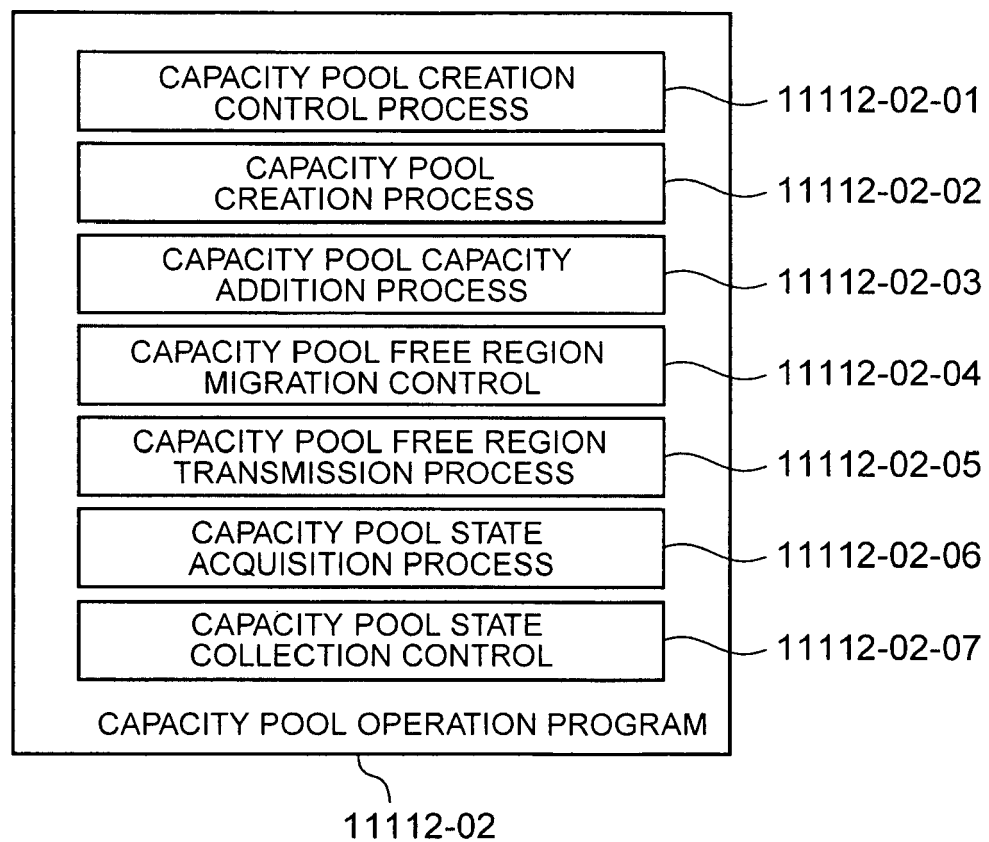 CAPACITY POOL CREATION
CONTROL PROCESS
11112-02-01
CAPACITY POOL
CREATION PROCESS
11112-02-02
CAPACITY POOL CAPACITY
ADDITION PROCESS
11112-02-03
CAPACITY POOL FREE REGION
MIGRATION CONTROL
11112-02-04
CAPACITY POOL FREE REGION
TRANSMISSION PROCESS
11112-02-05
CAPACITY POOL STATE
ACQUISITION PROCESS
11112-02-06
CAPACITY POOL STATE
COLLECTION CONTROL
11112-02-07
CAPACITY POOL OPERATION PROGRAM
11112-02